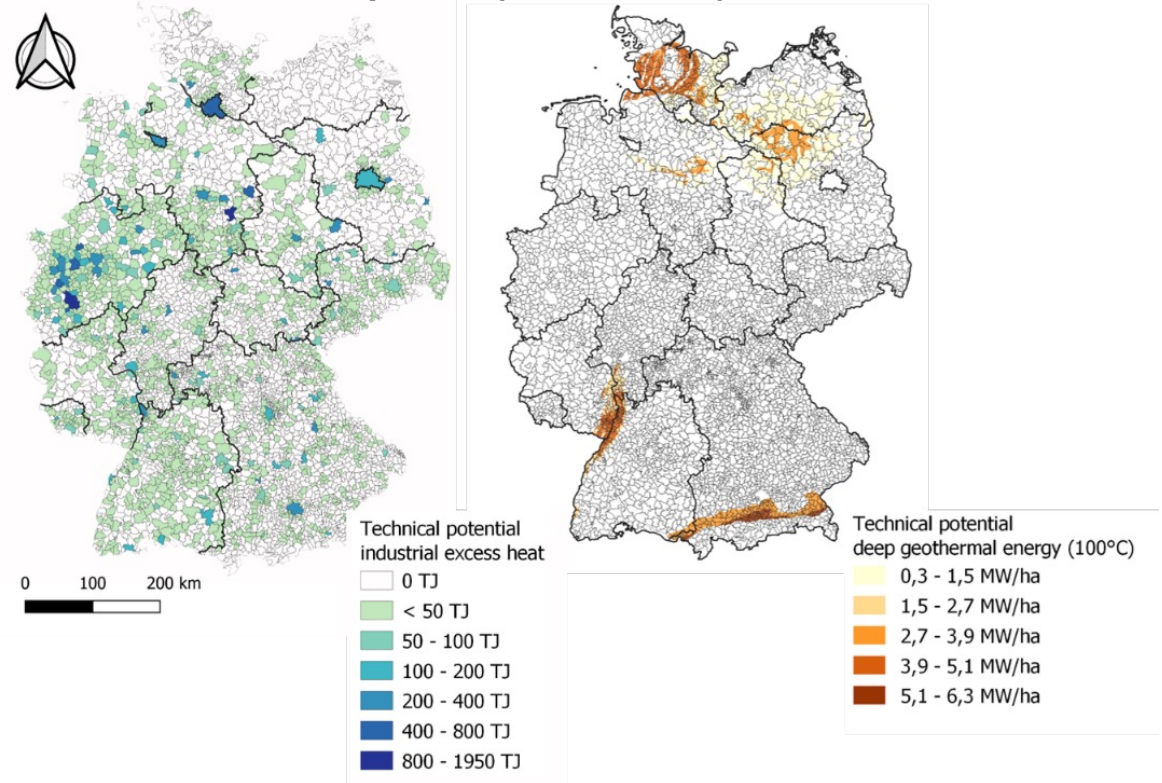 0 100 200 km
Technical potential
industrial excess heat
0 TJ
< 50 TJ
50 - 100 TJ
100 - 200 TJ
200 - 400 TJ
400 - 800 TJ
800 - 1950 TJ
Technical potential
deep geothermal energy (100°C)
0,3 - 1,5 MW/ha
1,5 - 2,7 MW/ha
2,7 - 3,9 MW/ha
3,9 - 5,1 MW/ha
5,1 - 6,3 MW/ha